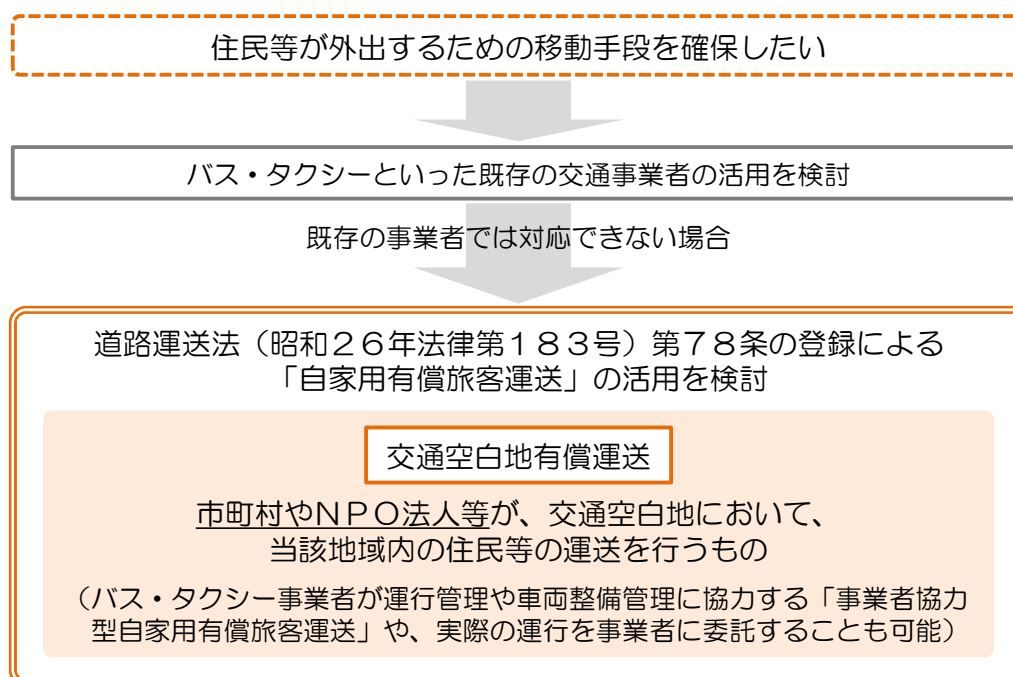 住民等が外出するための移動手段を確保したい
バス・タクシーといった既存の交通事業者の活用を検討
既存の事業者では対応できない場合
道路運送法（昭和２６年法律第１８３号）第７８条の登録による
「自家用有償旅客運送」の活用を検討
交通空白地有償運送
市町村やＮＰＯ法人等が、交通空白地において、
当該地域内の住民等の運送を行うもの
（バス・タクシー事業者が運行管理や車両整備管理に協力する「事業者協力
型自家用有償旅客運送」や、実際の運行を事業者に委託することも可能）